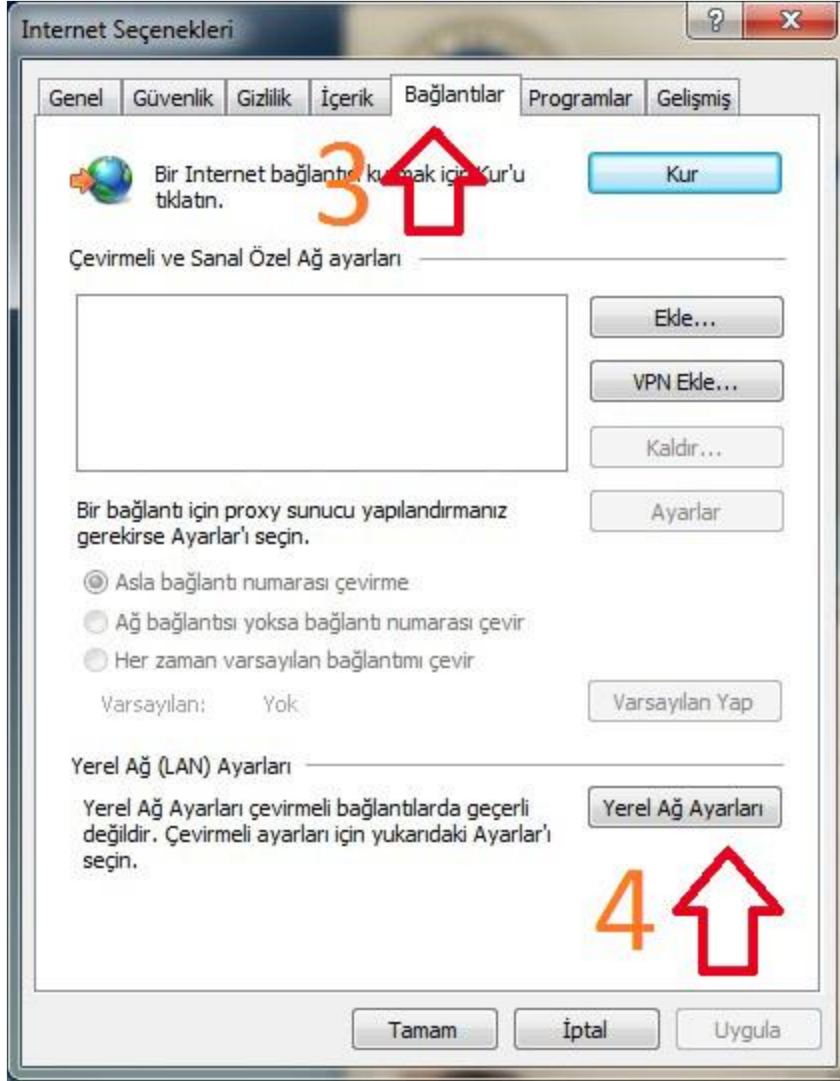 Internet Seçenekleri
Genel Güvenlik Gizlilik İçerik Bağlantılar Programlar Gelişmiş
Bir Internet bağlantısı kurmak için Kur'u
tıklatın.
Kur
3
Çevirmeli ve Sanal Özel Ağ ayarları
Ekle...
VPN Ekle...
Kaldır...
Bir bağlantı için proxy sunucu yapılandırmanız
gerekirse Ayarlar'ı seçin.
Ayarlar
Asla bağlantı numarası çevirme
Ağ bağlantısı yoksa bağlantı numarası çevir
Her zaman varsayılan bağlantımı çevir
Varsayılan: Yok
Varsayılan Yap
Yerel Ağ (LAN) Ayarları
Yerel Ağ Ayarları çevirmeli bağlantılarda geçerli
değildir. Çevirmeli ayarları için yukarıdaki Ayarlar'ı
seçin.
Yerel Ağ Ayarları
4
Tamam İptal Uygula